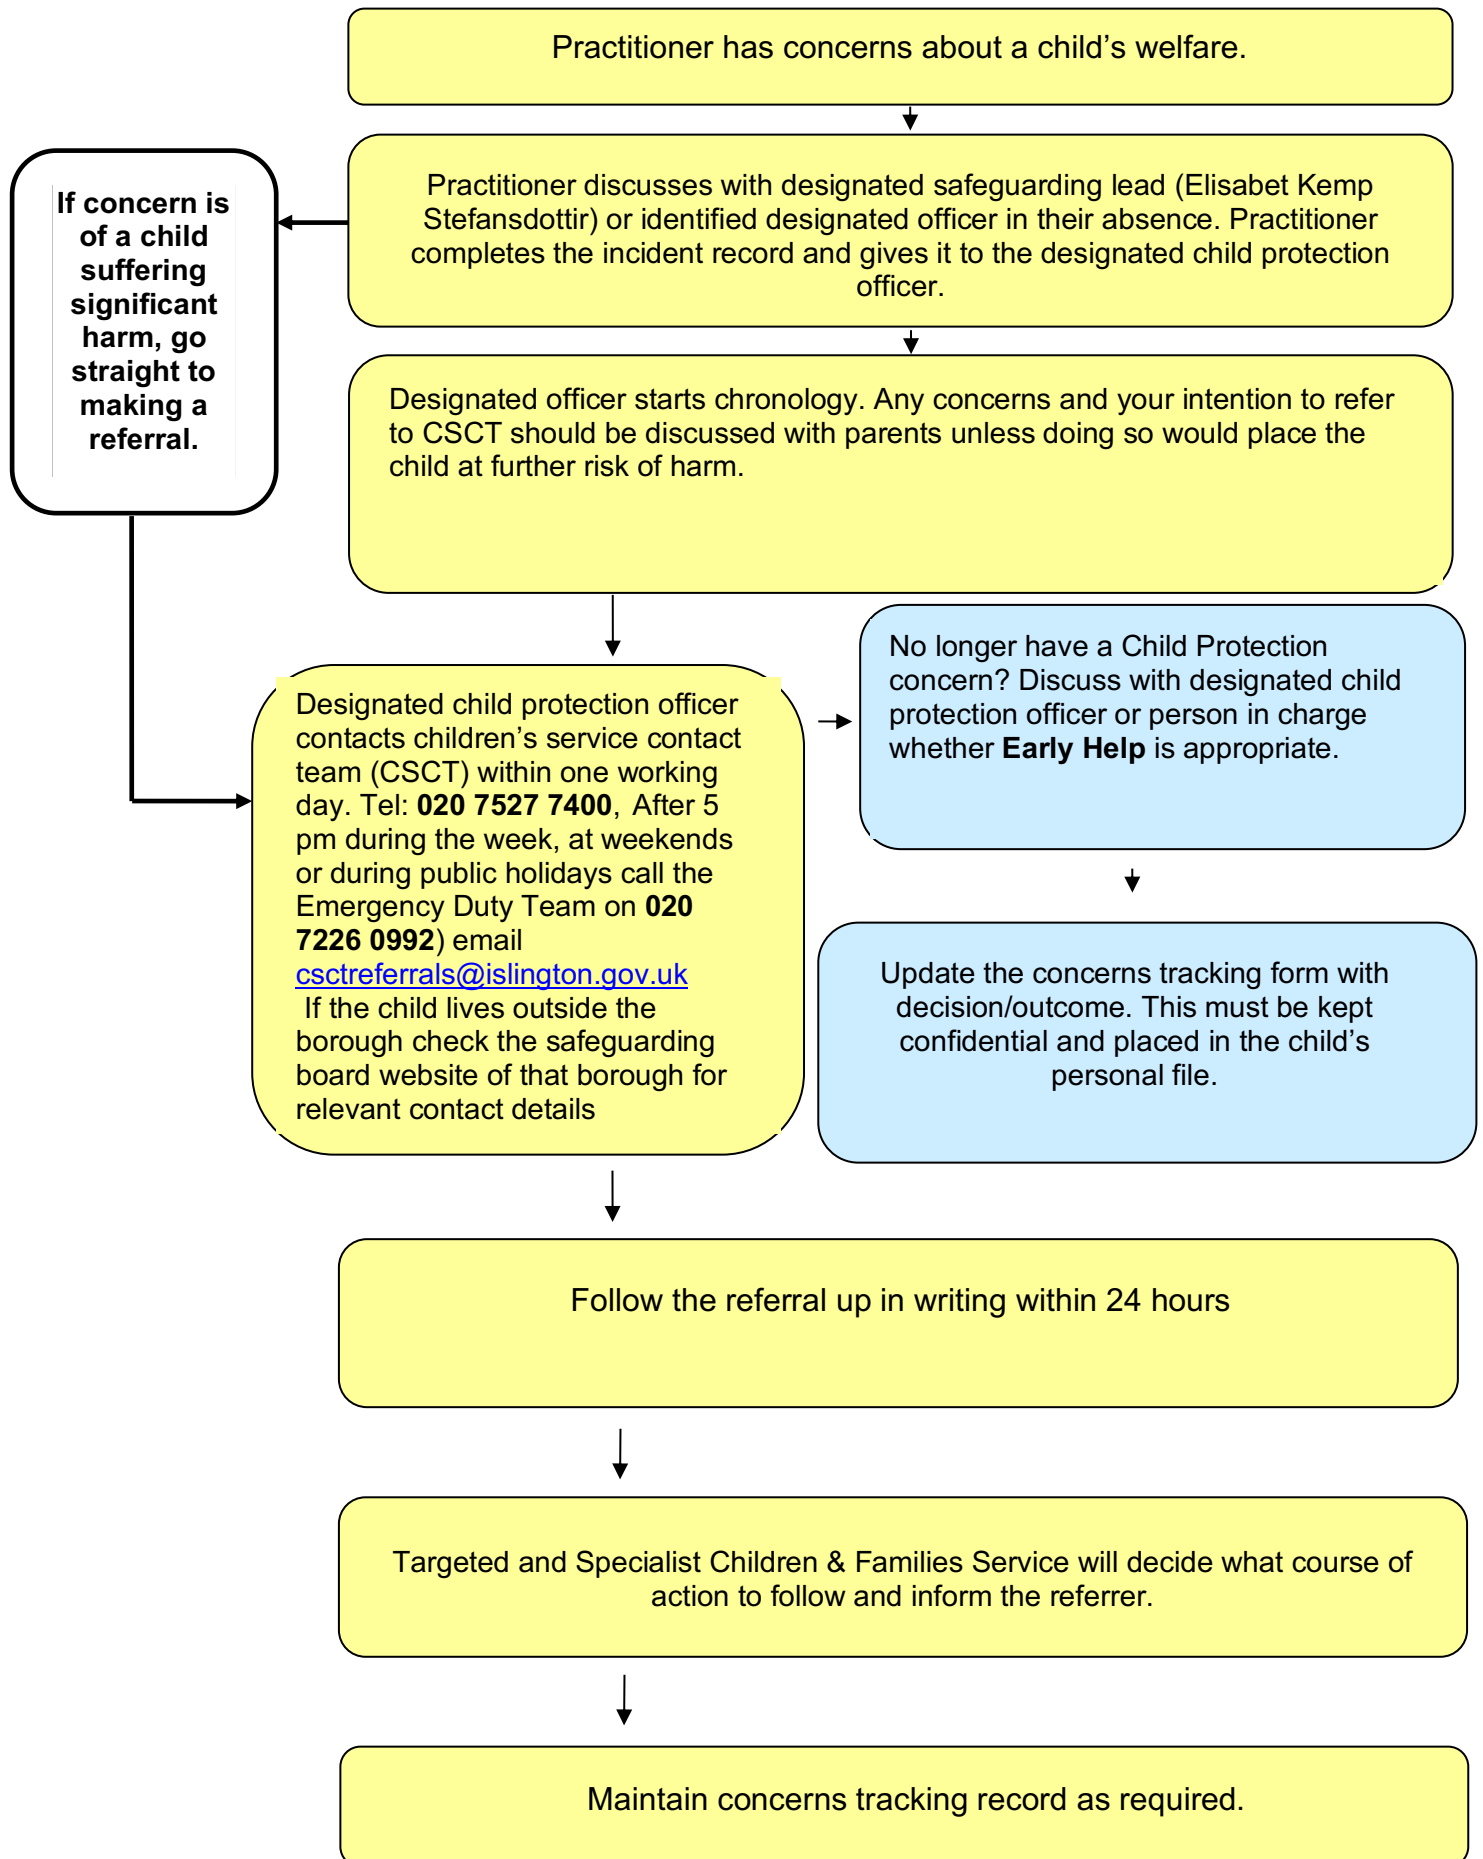 Practitioner has concerns about a child’s welfare.
If concern is
of a child
suffering
significant
harm, go
straight to
making a
referral.
Practitioner discusses with designated safeguarding lead (Elisabet Kemp
Stefansdottir) or identified designated officer in their absence. Practitioner
completes the incident record and gives it to the designated child protection
officer.
Designated officer starts chronology. Any concerns and your intention to refer
to CSCT should be discussed with parents unless doing so would place the
child at further risk of harm.
Designated child protection officer
contacts children’s service contact
team (CSCT) within one working
day. Tel: 020 7527 7400, After 5
pm during the week, at weekends
or during public holidays call the
Emergency Duty Team on 020
7226 0992) email
csctreferrals@islington.gov.uk
If the child lives outside the
borough check the safeguarding
board website of that borough for
relevant contact details
No longer have a Child Protection
concern? Discuss with designated child
protection officer or person in charge
whether Early Help is appropriate.
Update the concerns tracking form with
decision/outcome. This must be kept
confidential and placed in the child’s
personal file.
Follow the referral up in writing within 24 hours
Targeted and Specialist Children & Families Service will decide what course of
action to follow and inform the referrer.
Maintain concerns tracking record as required.